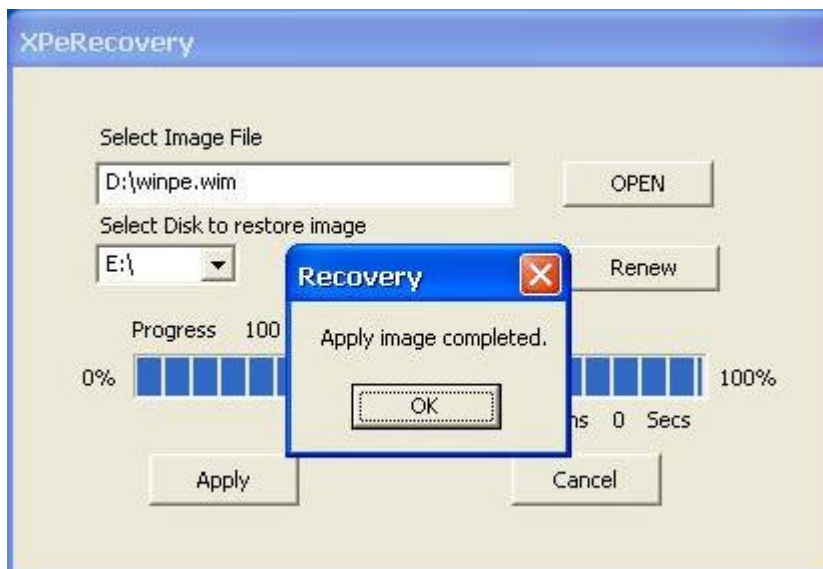 XPeRecovery
Select Image File
D:\winpe.wim
OPEN
Select Disk to restore image
E:\
Renew
Recovery
Apply image completed.
OK
Progress 100
0%
100%
0 Secs
Apply
Cancel